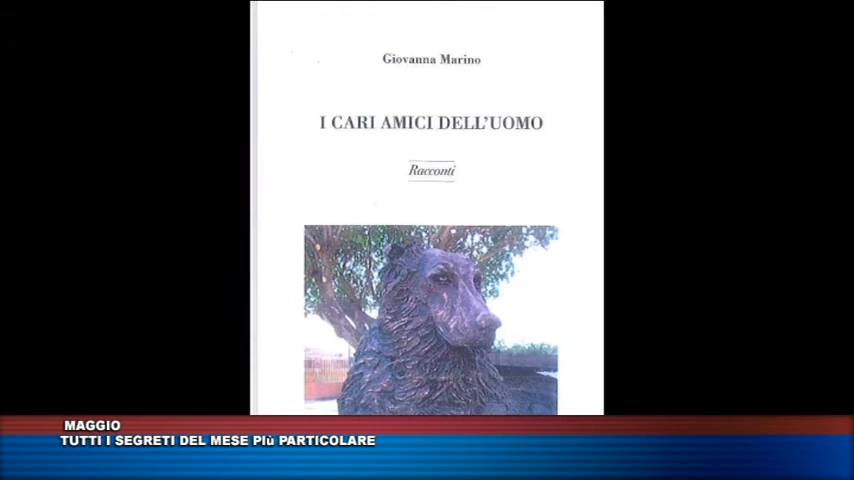 Giovanna Marino
I CARI AMICI DELL'UOMO
Racconti
MAGGIO
TUTTI I SEGRETI DEL MESE PIù PARTICOLARE